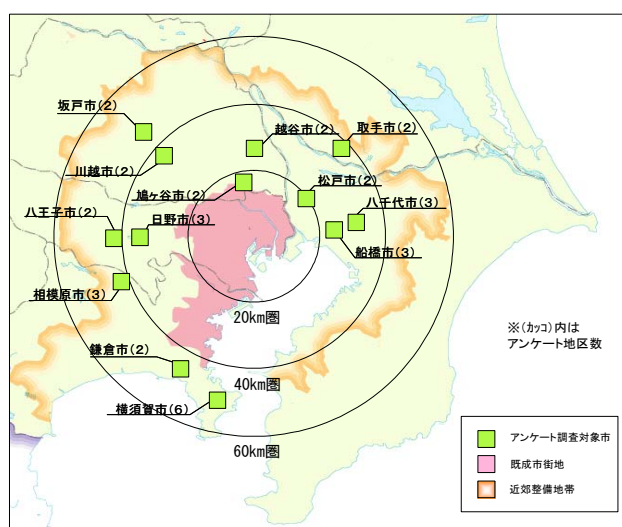 坂戸市(2)
越谷市(2)
取手市(2)
川越市(2)
鳩ヶ谷市(2)
松戸市(2)
八王子市(2)
日野市(3)
八千代市(3)
船橋市(3)
相模原市(3)
20km圏
※(カッコ)内は
アンケート地区数
鎌倉市(2)
40km圏
横須賀市(6)
60km圏
アンケート調査対象市
既成市街地
近郊整備地帯